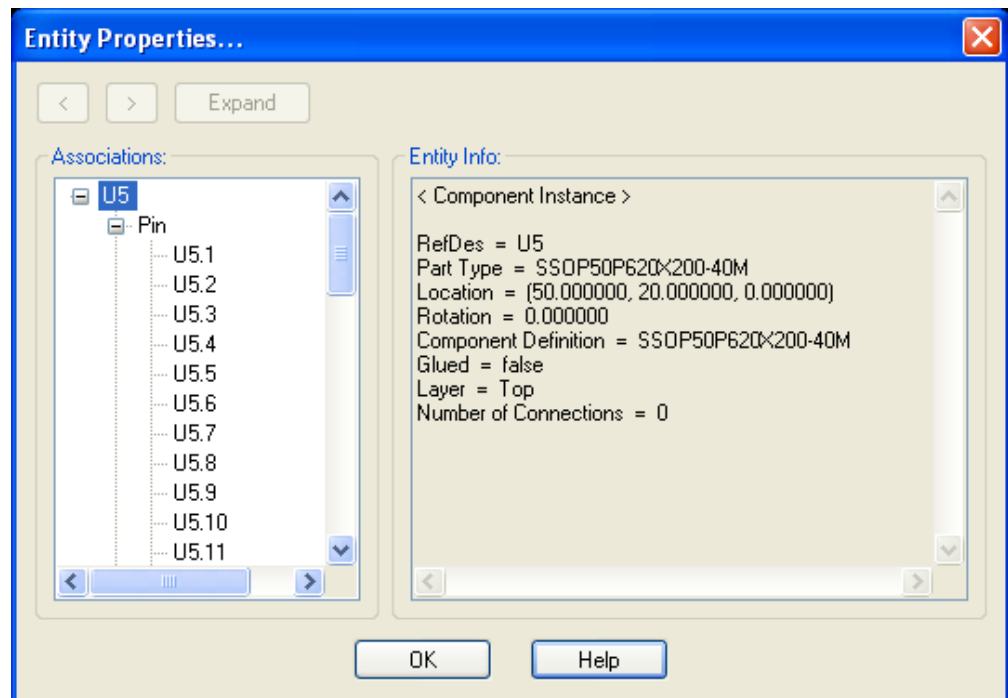 Entity Properties...
< > Expand
Associations:
U5
Pin
U5.1
U5.2
U5.3
U5.4
U5.5
U5.6
U5.7
U5.8
U5.9
U5.10
U5.11
Entity Info:
< Component Instance >
RefDes = U5
Part Type = SSOP50P620X200-40M
Location = (50.000000, 20.000000, 0.000000)
Rotation = 0.000000
Component Definition = SSOP50P620X200-40M
Glued = false
Layer = Top
Number of Connections = 0
OK Help